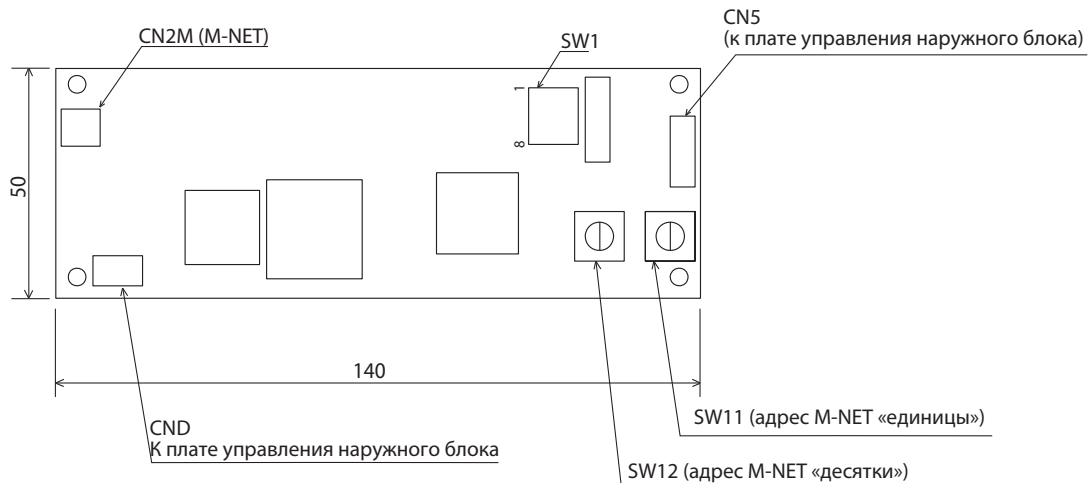 CN5
(к плате управления наружного блока)
CN2M (M-NET)
SW1
1
8
50
140
CND
К плате управления наружного блока
SW11 (адрес M-NET «единицы»)
SW12 (адрес M-NET «десятки»)